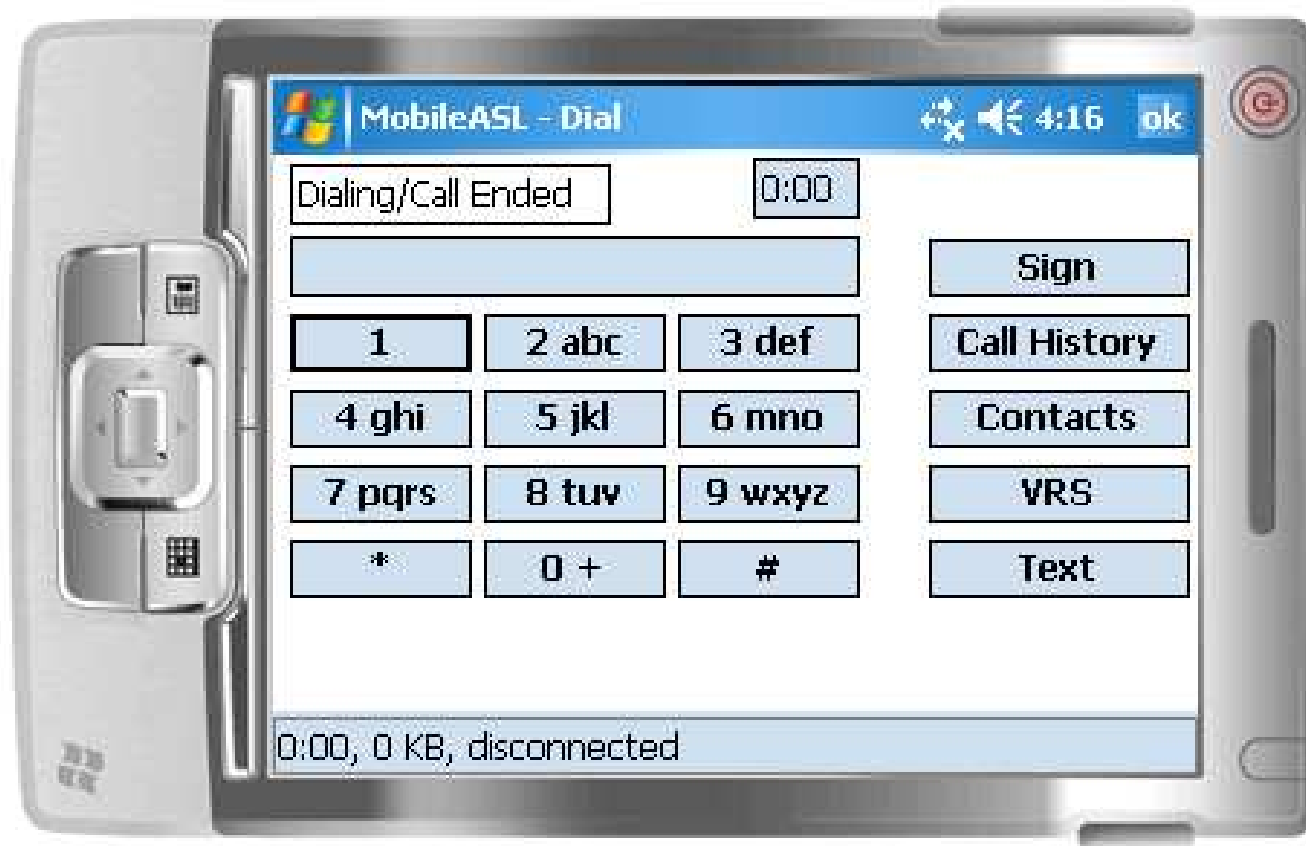 MobileASL - Dial 4:16 ok
Dialing/Call Ended 0:00
Sign
1 2 abc 3 def Call History
4 ghi 5 jkl 6 mno Contacts
7 pqrs 8 tuv 9 wxyz VRS
* 0 + # Text
0:00, 0 KB, disconnected